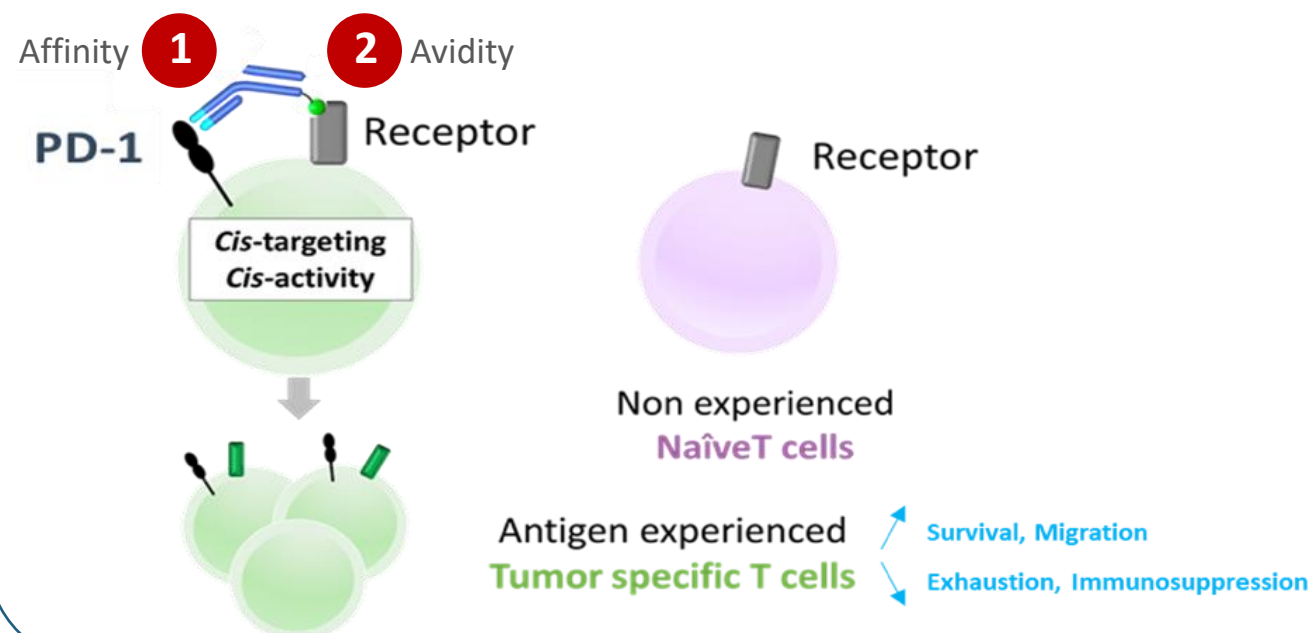 Affinity 1 2 Avidity
PD-1
Receptor
Receptor
Cis-targeting
Cis-activity
Non experienced
NaîveT cells
Antigen experienced
Tumor specific T cells
Survival, Migration
Exhaustion, Immunosuppression